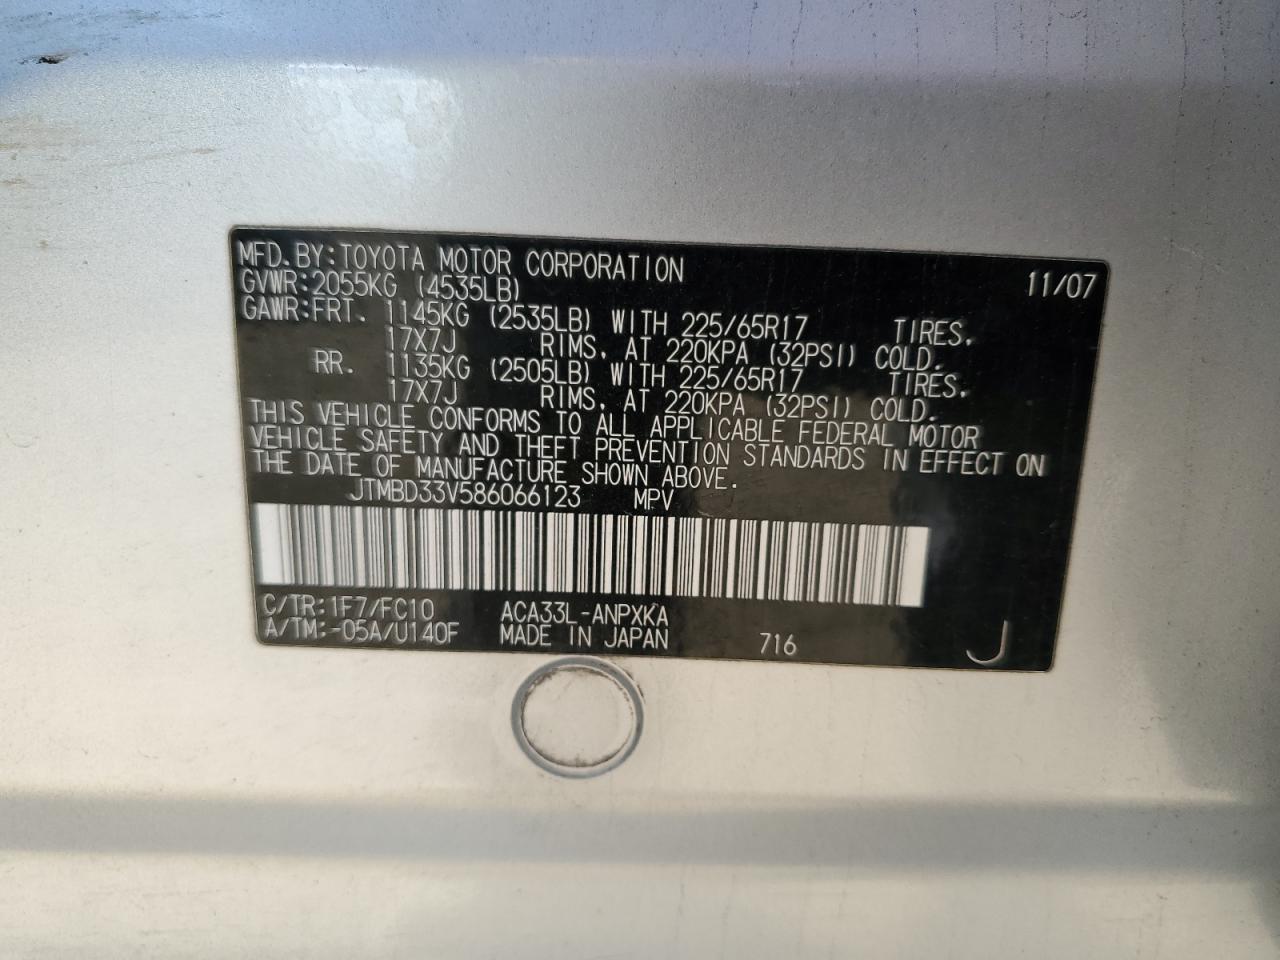 MFD. BY: TOYOTA MOTOR CORPORATION 11/07
GVWR: 2055KG (4535LB)
GAWR: FRT. 1145KG (2535LB) WITH 225/65R17 TIRES.
17X7J RIMS, AT 220KPA (32PSI) COLD.
RR. 1135KG (2505LB) WITH 225/65R17 TIRES.
17X7J RIMS, AT 220KPA (32PSI) COLD.
THIS VEHICLE CONFORMS TO ALL APPLICABLE FEDERAL MOTOR
VEHICLE SAFETY AND THEFT PREVENTION STANDARDS IN EFFECT ON
THE DATE OF MANUFACTURE SHOWN ABOVE.
JTMBD33V586066123 MPV
C/TR: 1F7/FC10 ACA33L-ANPXKA
A/TM: -05A/U140F MADE IN JAPAN 716 J